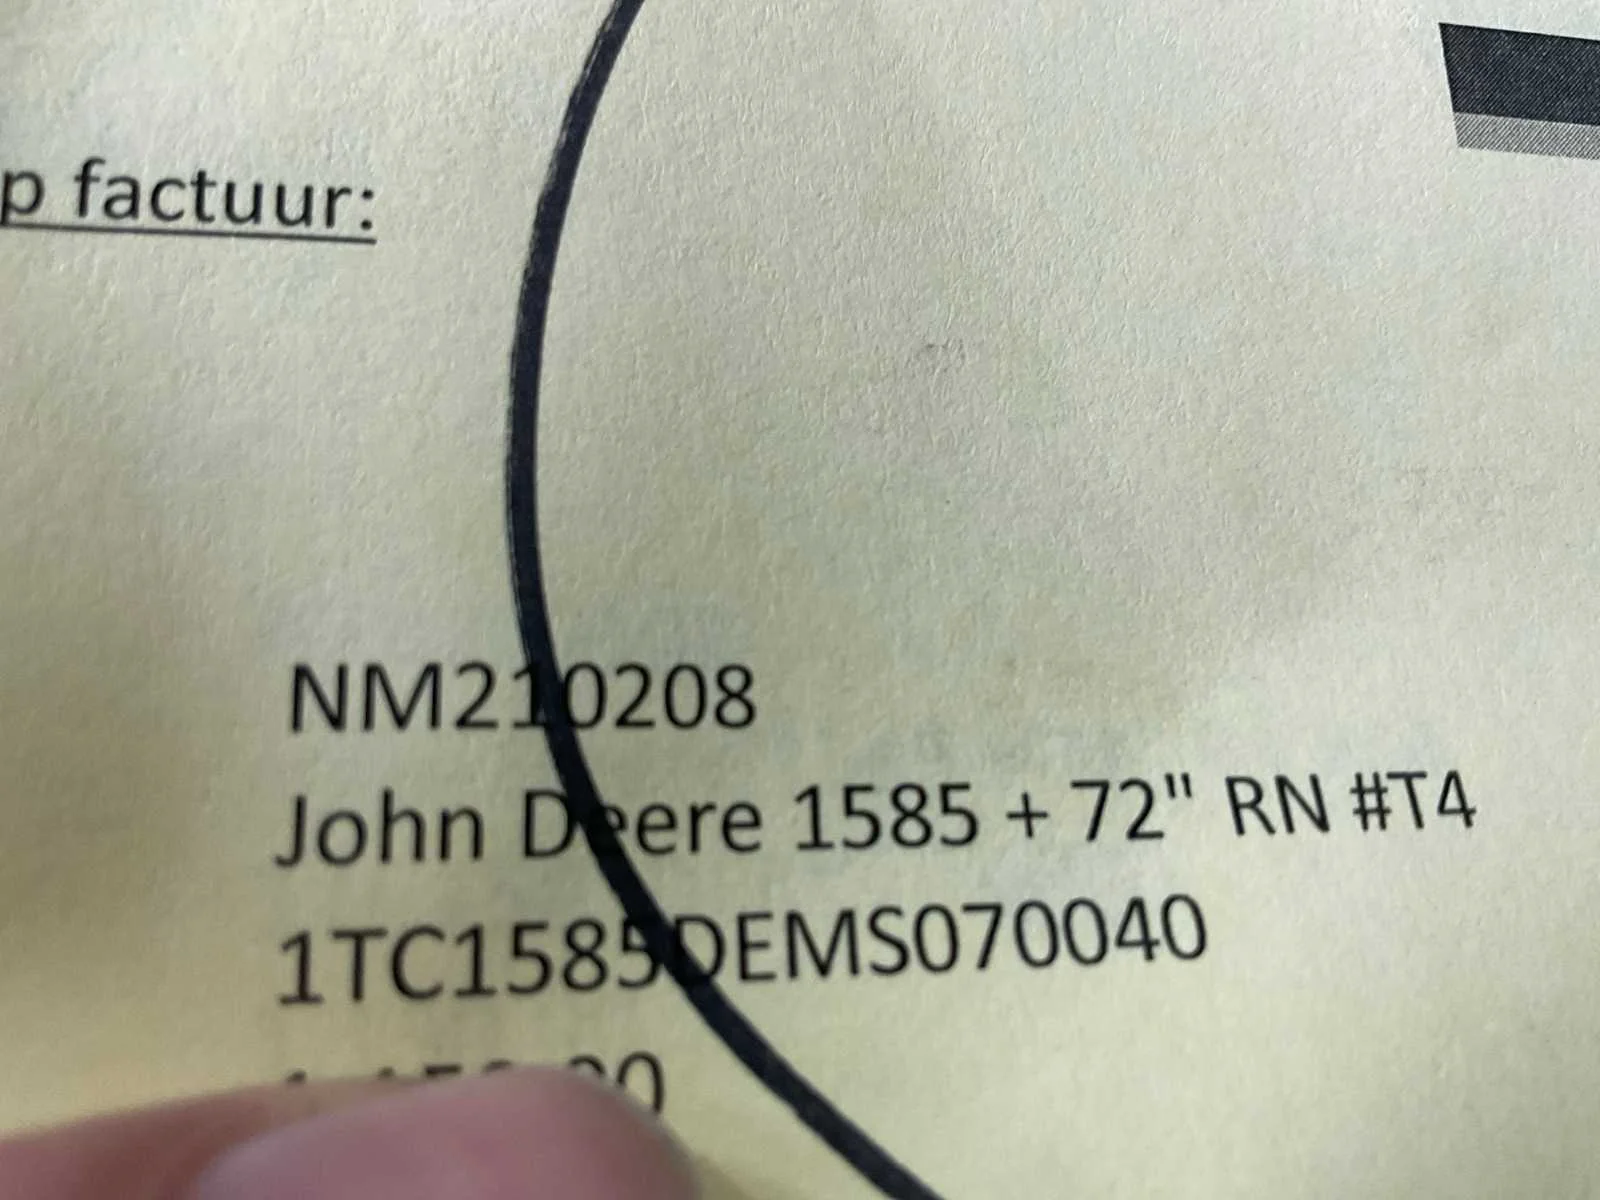 p factuur:
NM210208
John Deere 1585 + 72" RN #T4
1TC1585DEMS070040